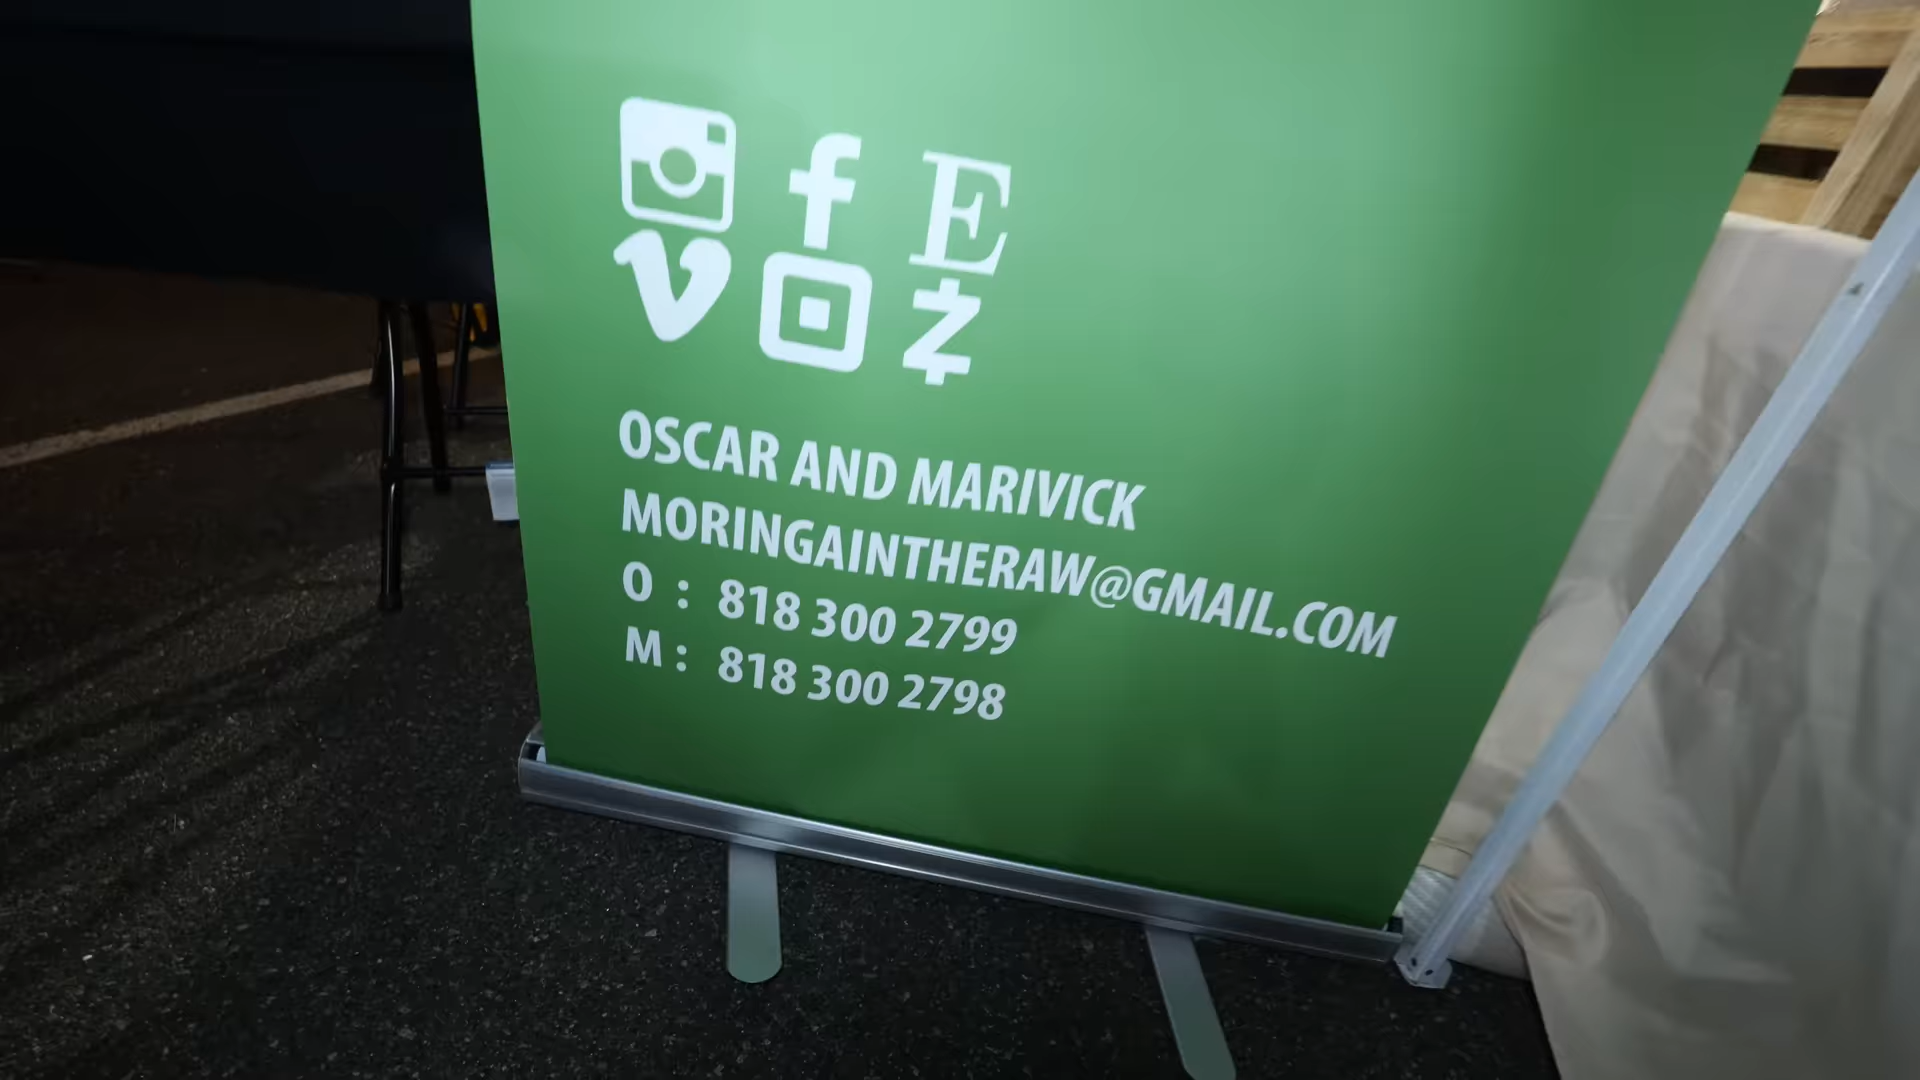 OSCAR AND MARIVICK
MORINGAINTHERAW@GMAIL.COM
O : 818 300 2799
M : 818 300 2798